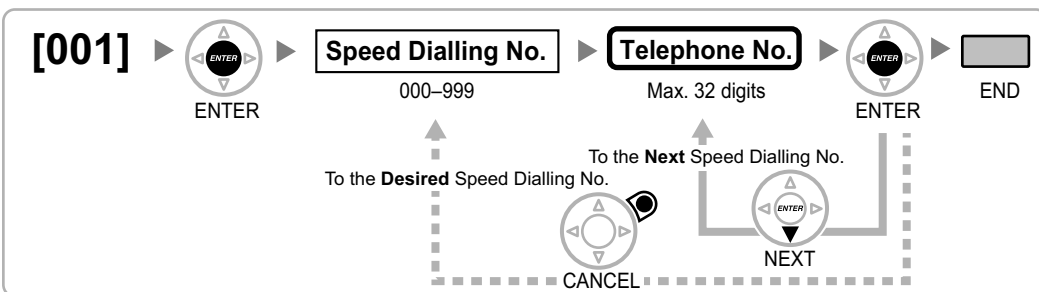 [001] ENTER Speed Dialling No. Telephone No. ENTER
000–999 Max. 32 digits END
ENTER ENTER
To the Next Speed Dialling No.
To the Desired Speed Dialling No.
ENTER
NEXT
CANCEL